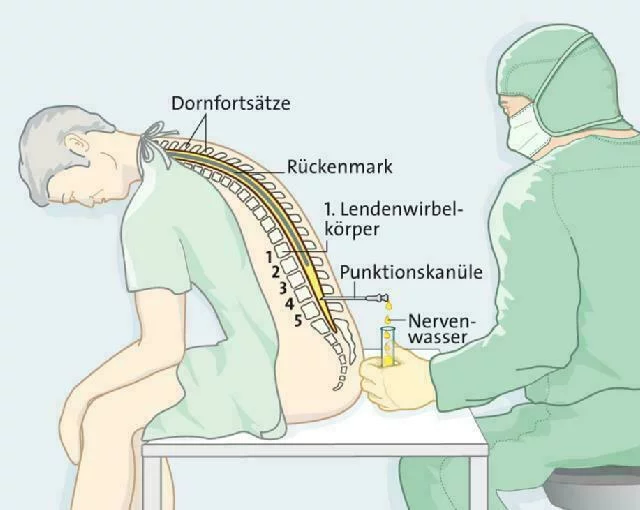 Dornfortsätze
Rückenmark
1. Lendenwirbel-
körper
1
2
3
4
5
Punktionskanüle
Nerven-
wasser